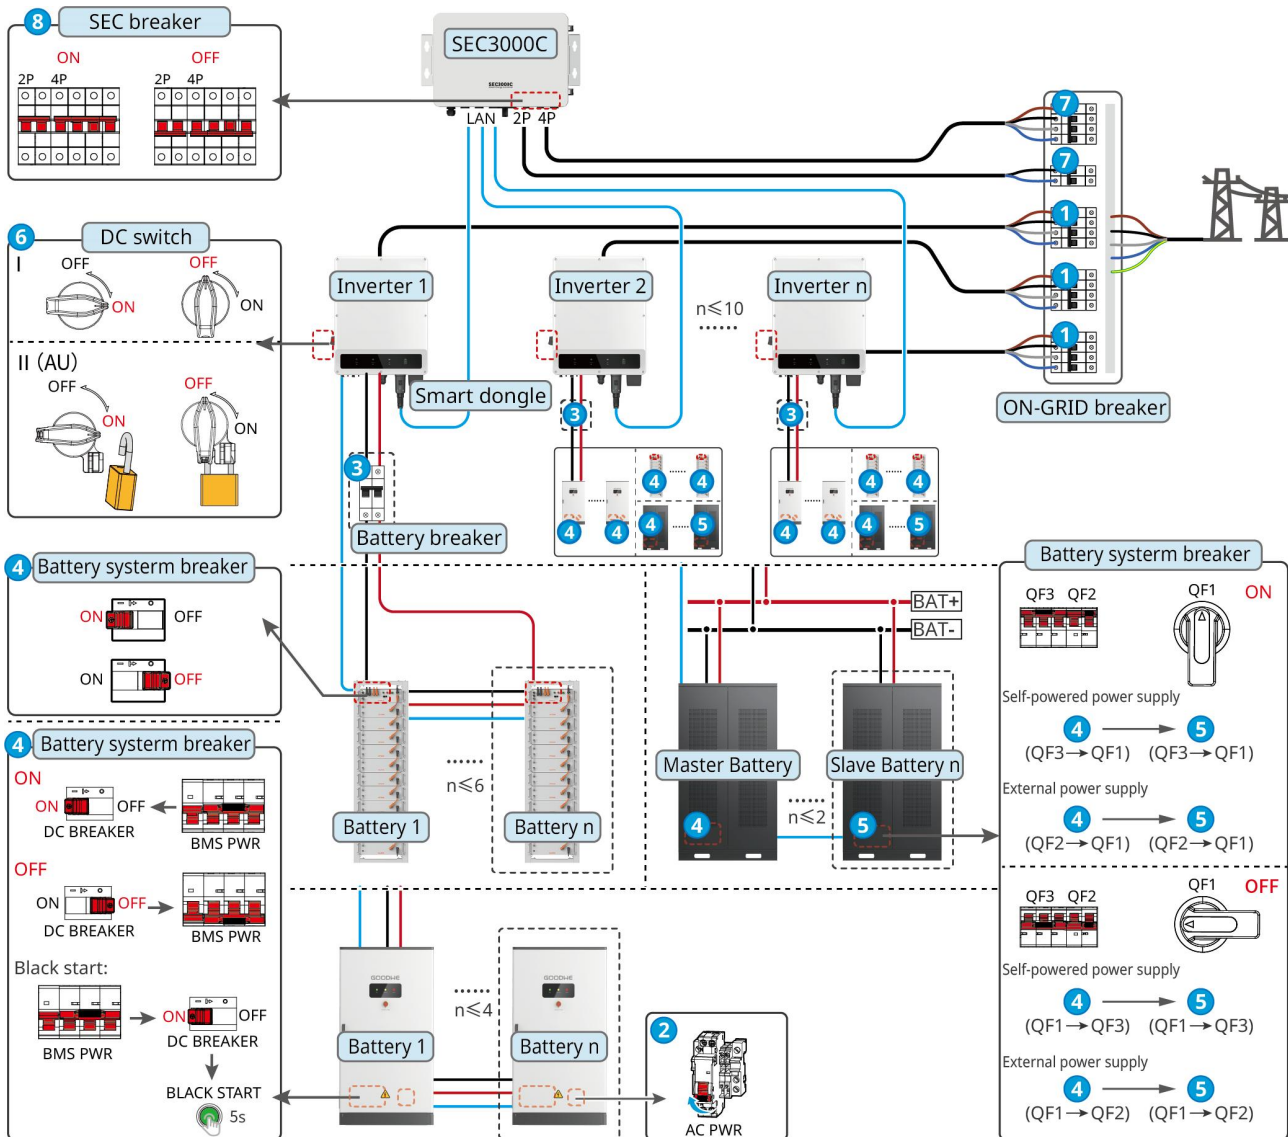 8 SEC breaker
ON OFF
2P 4P 2P 4P
SEC3000C
SEC3000C
LAN 2P 4P
7
7
1
1
1
ON-GRID breaker
6 DC switch
I
OFF
ON
OFF
ON
II (AU)
OFF
ON
OFF
ON
Inverter 1
Inverter 2
n≤10
......
Inverter n
Smart dongle
3
Battery breaker
3
4 ...... 4
4 ...... 4
4 ...... 5
3
4 ...... 4
4 ...... 4
4 ...... 5
4 Battery systerm breaker
ON OFF
ON OFF
4 Battery systerm breaker
ON
ON OFF
DC BREAKER
BMS PWR
OFF
ON OFF
DC BREAKER
BMS PWR
Black start:
BMS PWR
ON OFF
DC BREAKER
BLACK START
5s
......
n≤6
Battery 1
Battery n
BAT+
BAT-
Master Battery
Slave Battery n
......
n≤2
4
5
GOODWE
GOODWE
......
n≤4
Battery 1
Battery n
2
AC PWR
Battery systerm breaker
QF3 QF2
QF1 ON
Self-powered power supply
4 5
(QF3→QF1) (QF3→QF1)
External power supply
4 5
(QF2→QF1) (QF2→QF1)
QF3 QF2
QF1 OFF
Self-powered power supply
4 5
(QF1→QF3) (QF1→QF3)
External power supply
4 5
(QF1→QF2) (QF1→QF2)